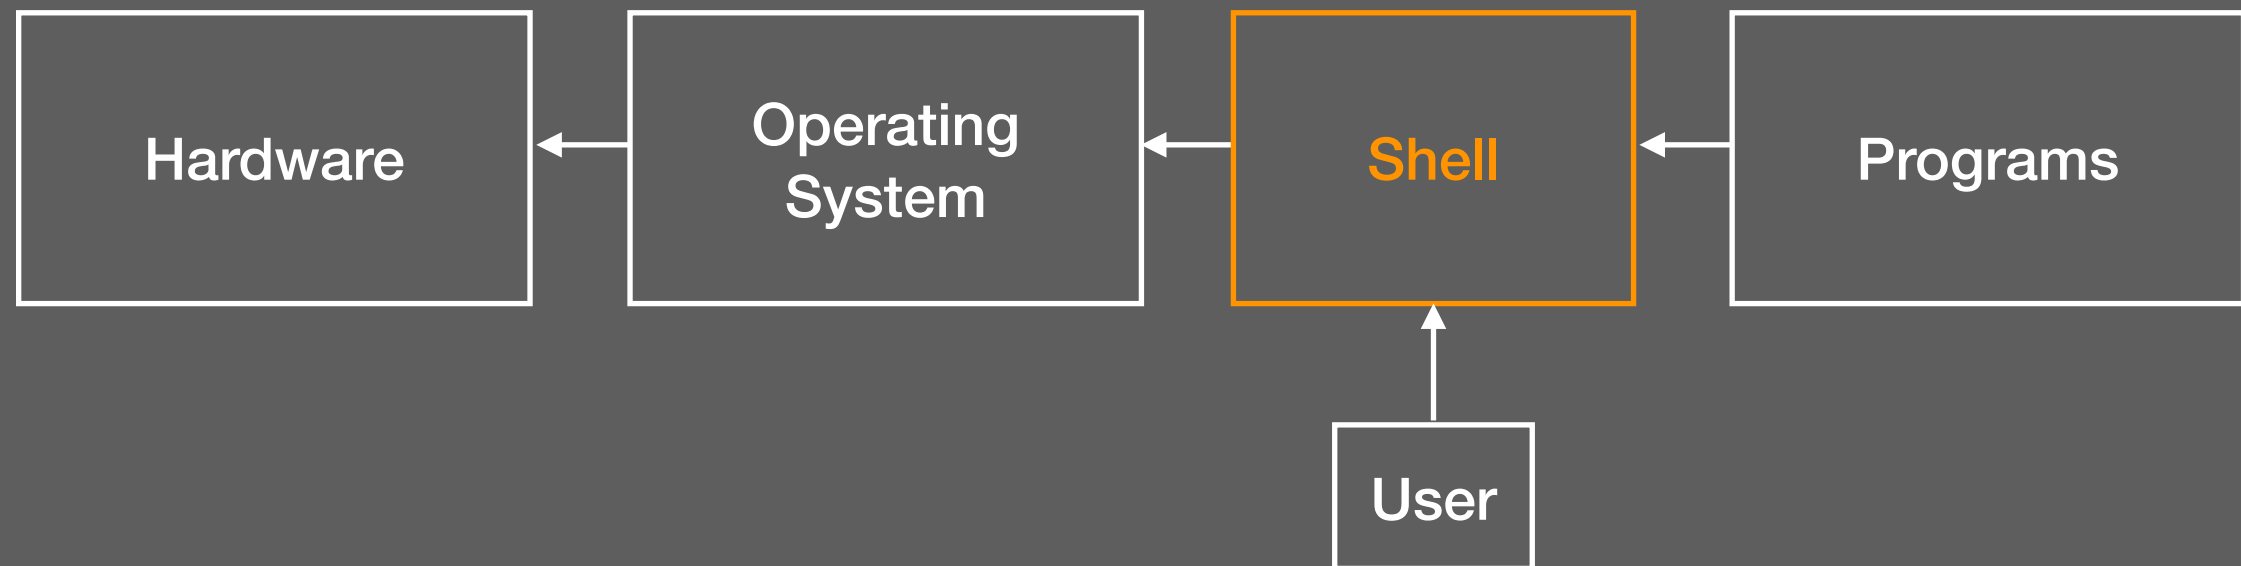 Hardware
Operating
System
Shell
Programs
User